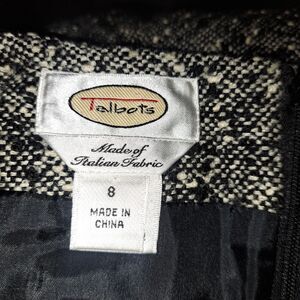 Talbots
Made of
Italian Fabric
8
MADE IN
CHINA